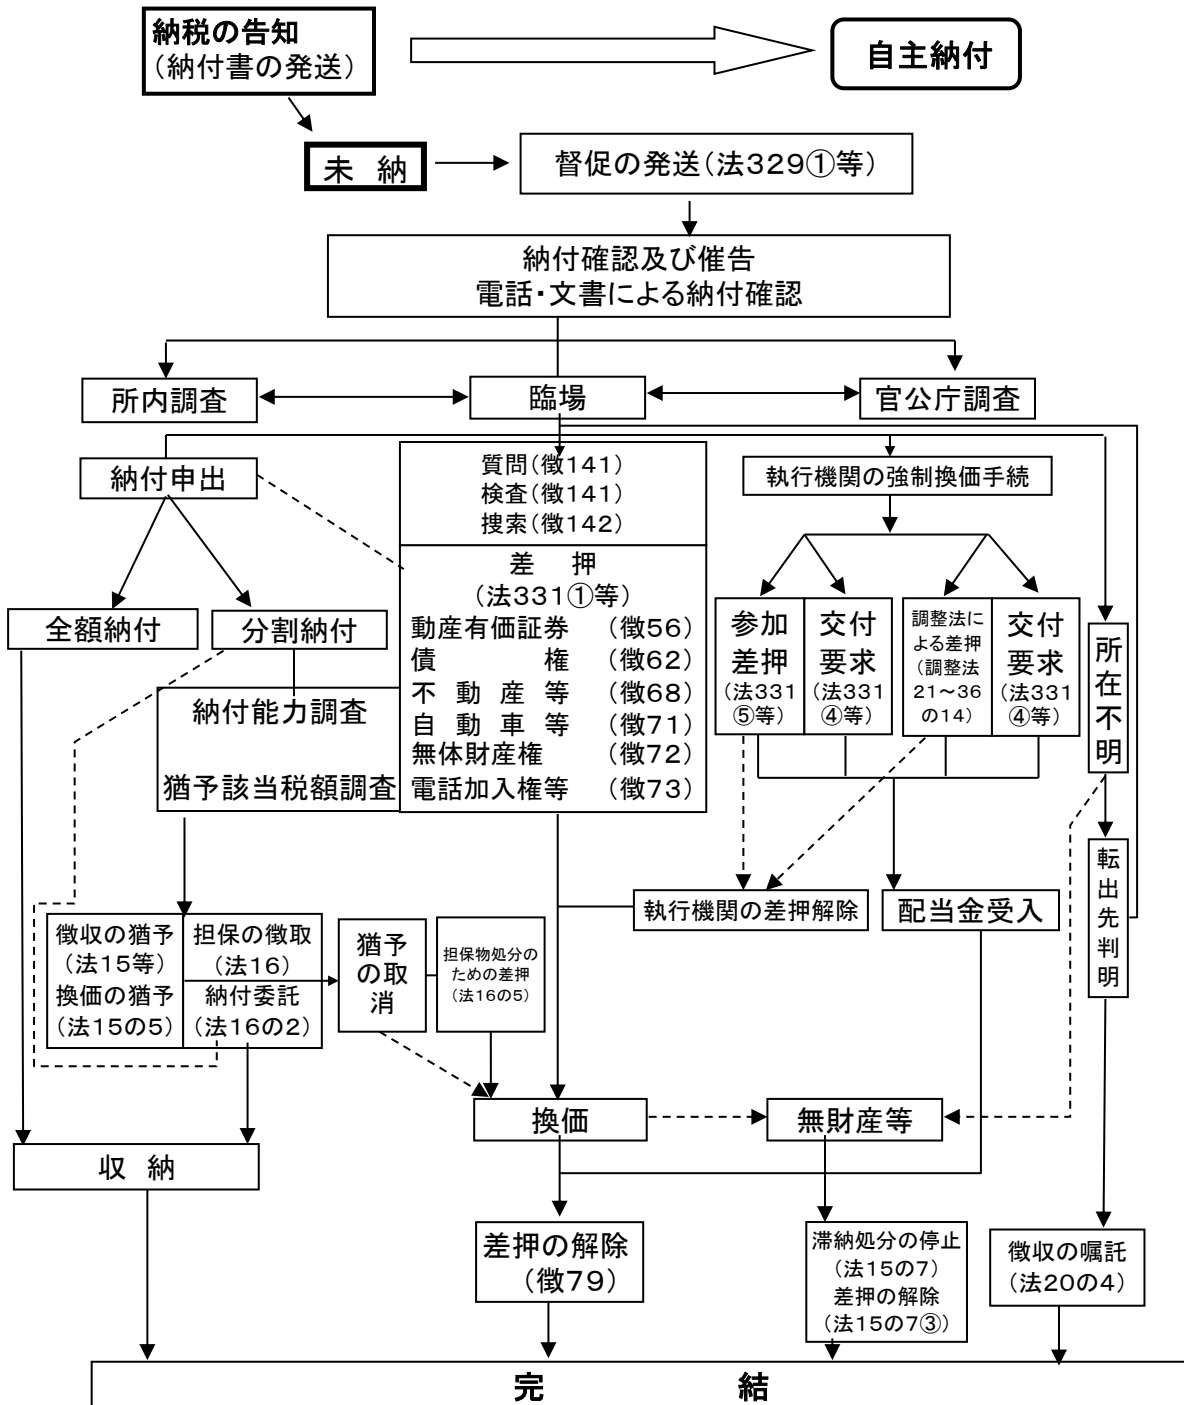 納税の告知
(納付書の発送)
自主納付
未 納
督促の発送(法329①等)
納付確認及び催告
電話・文書による納付確認
所内調査
臨場
官公庁調査
納付申出
質問(徴141)
検査(徴141)
捜索(徴142)
執行機関の強制換価手続
差 押
(法331①等)
動産有価証券 (徴56)
債 権 (徴62)
不動産等 (徴68)
自動車等 (徴71)
無体財産権 (徴72)
電話加入権等 (徴73)
全額納付
分割納付
納付能力調査
猶予該当税額調査
参加
差押
(法331
⑤等)
交付
要求
(法331
④等)
調整法に
よる差押
(調整法
21~36
の14)
交付
要求
(法331
④等)
所在不明
転出先判明
執行機関の差押解除
配当金受入
徴収の猶予
(法15等)
換価の猶予
(法15の5)
担保の徴取
(法16)
納付委託
(法16の2)
猶予
の取
消
担保物処分の
ための差押
(法16の5)
換価
無財産等
収 納
差押の解除
(徴79)
滞納処分の停止
(法15の7)
差押の解除
(法15の7③)
徴収の嘱託
(法20の4)
完 結